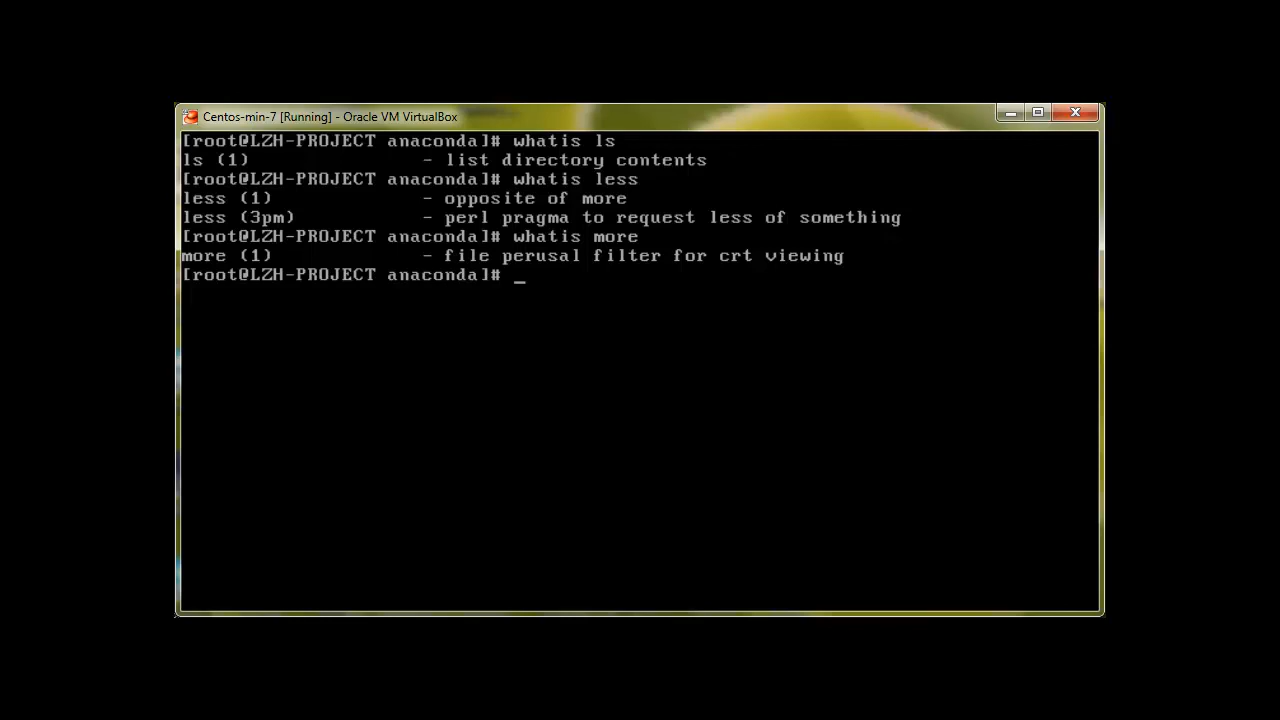 Centos-min-7 [Running] - Oracle VM VirtualBox
[root@LZH-PROJECT anaconda]# whatis ls
ls (1)               - list directory contents
[root@LZH-PROJECT anaconda]# whatis less
less (1)             - opposite of more
less (3pm)           - perl pragma to request less of something
[root@LZH-PROJECT anaconda]# whatis more
more (1)             - file perusal filter for crt viewing
[root@LZH-PROJECT anaconda]# _